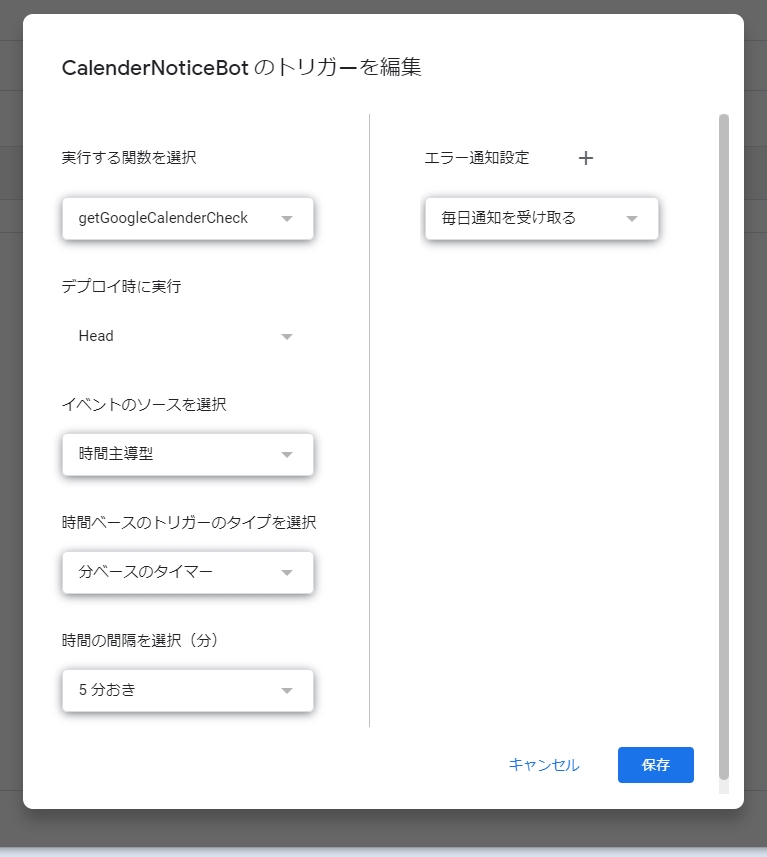 CalenderNoticeBot のトリガーを編集
実行する関数を選択
getGoogleCalenderCheck
デプロイ時に実行
Head
イベントのソースを選択
時間主導型
時間ベースのトリガーのタイプを選択
分ベースのタイマー
時間の間隔を選択（分）
5 分おき
エラー通知設定 +
毎日通知を受け取る
キャンセル 保存